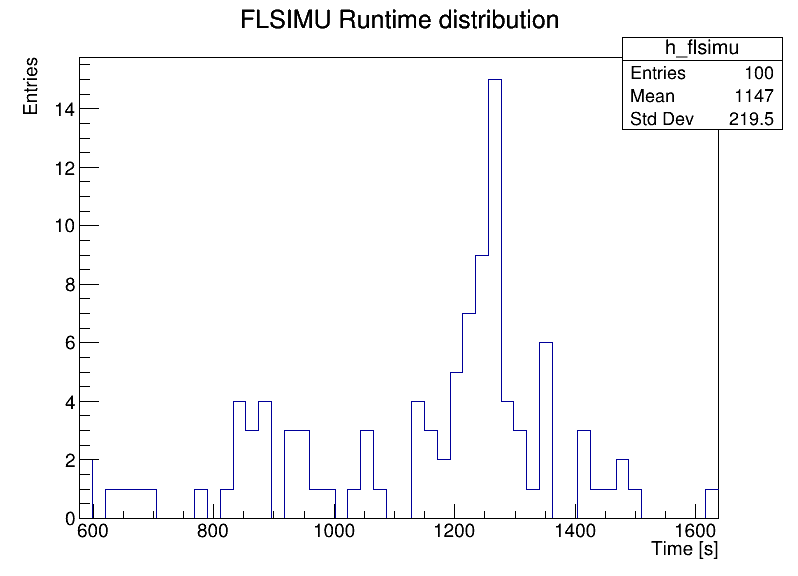 FLSIMU Runtime distribution
h_flsimu
Entries 100
Mean 1147
Std Dev 219.5
Entries
14
12
10
8
6
4
2
0
600 800 1000 1200 1400 1600
Time [s]